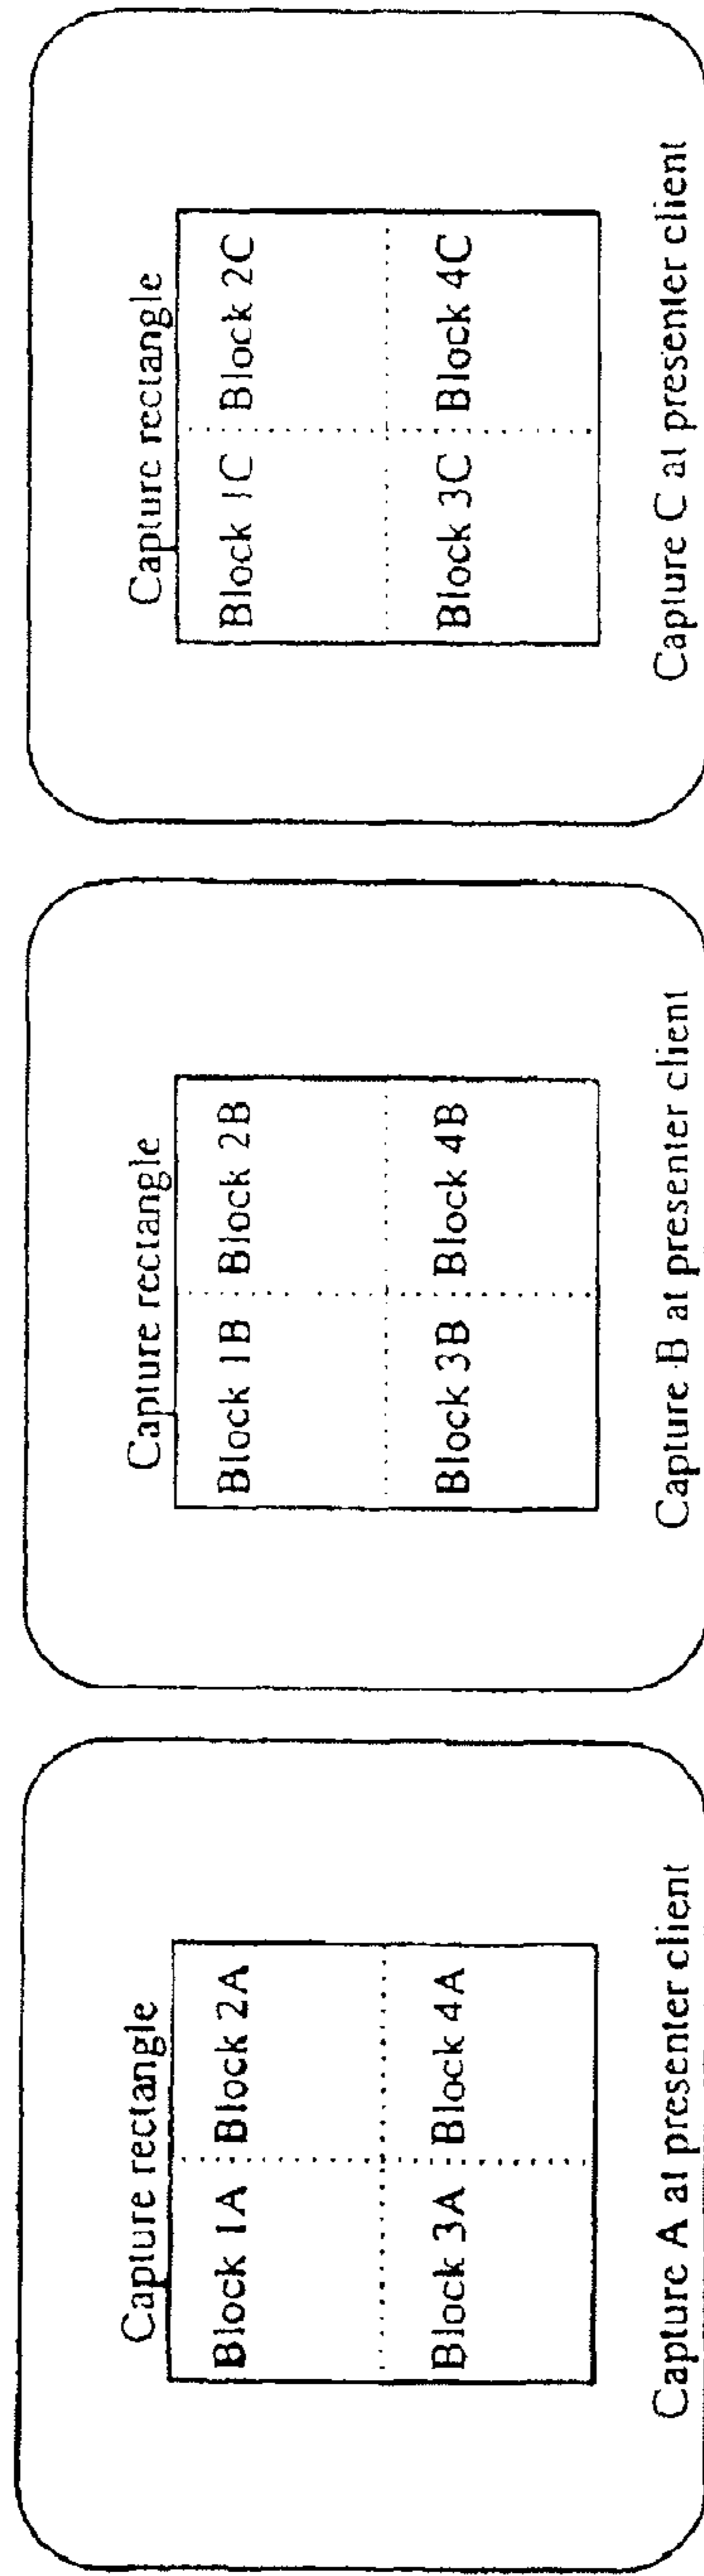 Capture rectangle
Block 1A Block 2A
Block 3A Block 4A
Capture A at presenter client
Capture rectangle
Block 1B Block 2B
Block 3B Block 4B
Capture B at presenter client
Capture rectangle
Block 1C Block 2C
Block 3C Block 4C
Capture C at presenter client